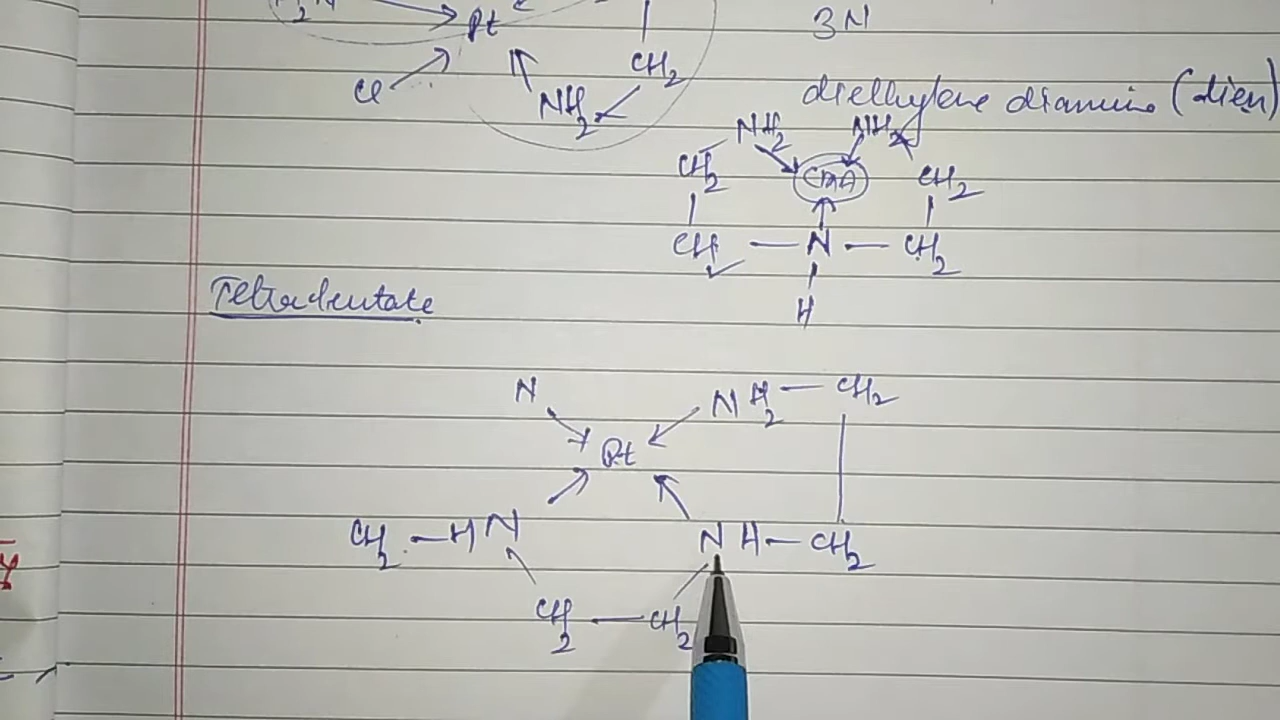 Pt
3N
CH2
Cl
NH2
diethylene diamine (dien)
NH2 NH2
CH2 CMA CH2
CH2 — N — CH2
H
Tetradentate
N NH2 — CH2
Pt
CH2 — HN NH — CH2
CH2 — CH2